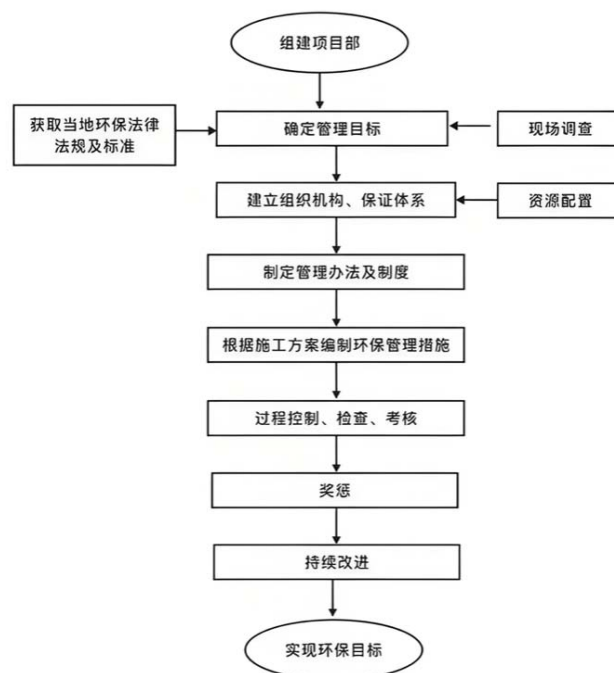 组建项目部
获取当地环保法律
法规及标准
确定管理目标
现场调查
建立组织机构、保证体系
资源配置
制定管理办法及制度
根据施工方案编制环保管理措施
过程控制、检查、考核
奖惩
持续改进
实现环保目标